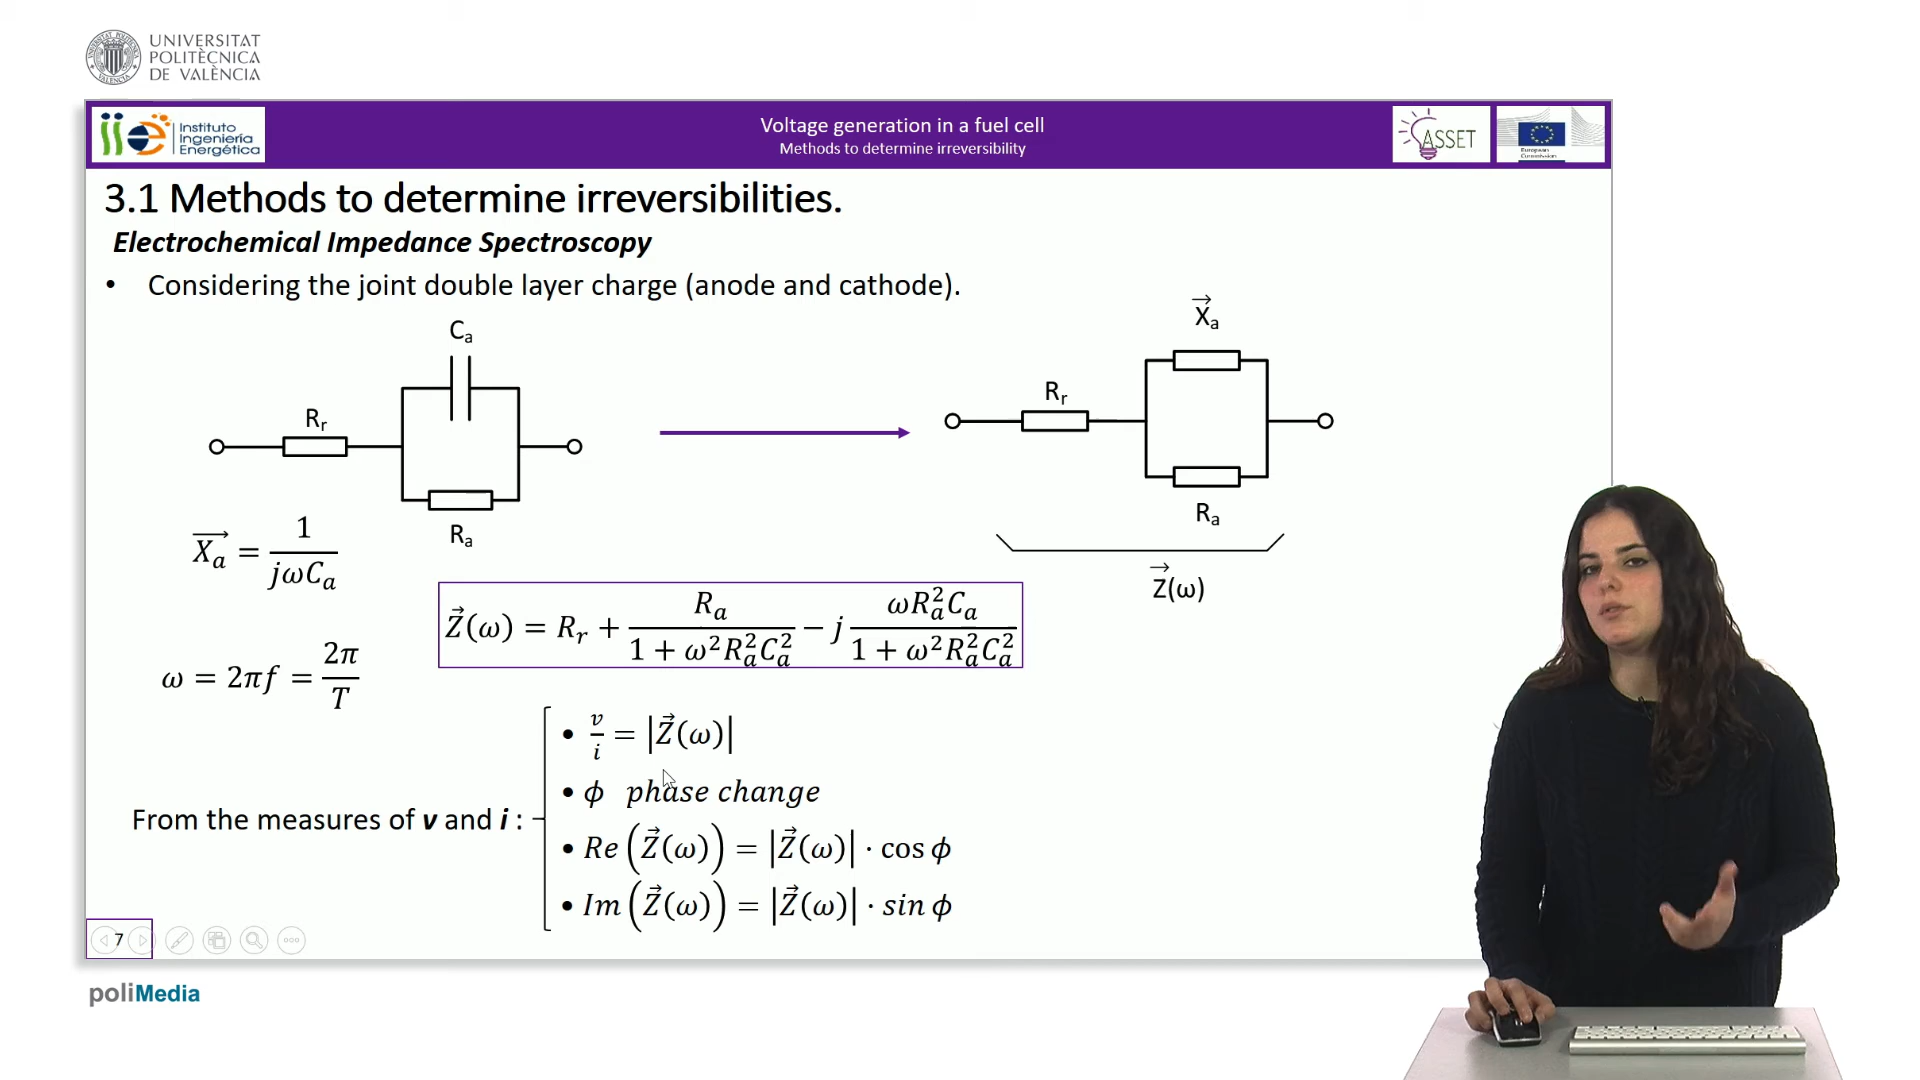 UNIVERSITAT
POLITÈCNICA
DE VALÈNCIA
Instituto
Ingeniería
Energética
Voltage generation in a fuel cell
Methods to determine irreversibility
ASSET
European
Commission
3.1 Methods to determine irreversibilities.
Electrochemical Impedance Spectroscopy
• Considering the joint double layer charge (anode and cathode).
Cₐ
Rᵣ
Rₐ
X⃗ₐ
Rᵣ
Rₐ
Z⃗(ω)
X⃗ₐ = 1 / jωCₐ
Z⃗(ω) = Rᵣ + Rₐ / (1 + ω²Rₐ²Cₐ²) − j ωRₐ²Cₐ / (1 + ω²Rₐ²Cₐ²)
ω = 2πf = 2π / T
From the measures of v and i :
• v/i = |Z⃗(ω)|
• ϕ phase change
• Re(Z⃗(ω)) = |Z⃗(ω)| · cos ϕ
• Im(Z⃗(ω)) = |Z⃗(ω)| · sin ϕ
7
poliMedia